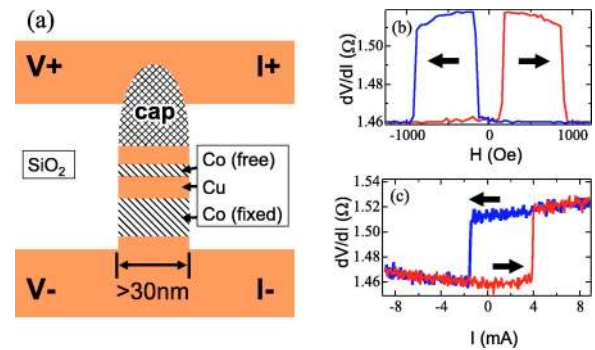 (a)
V+
I+
cap
SiO₂
Co (free)
Cu
Co (fixed)
V-
I-
>30nm
(b)
dV/dI (Ω)
1.50
1.48
1.46
-1000
0
1000
H (Oe)
(c)
dV/dI (Ω)
1.54
1.52
1.50
1.48
1.46
-8
-4
0
4
8
I (mA)